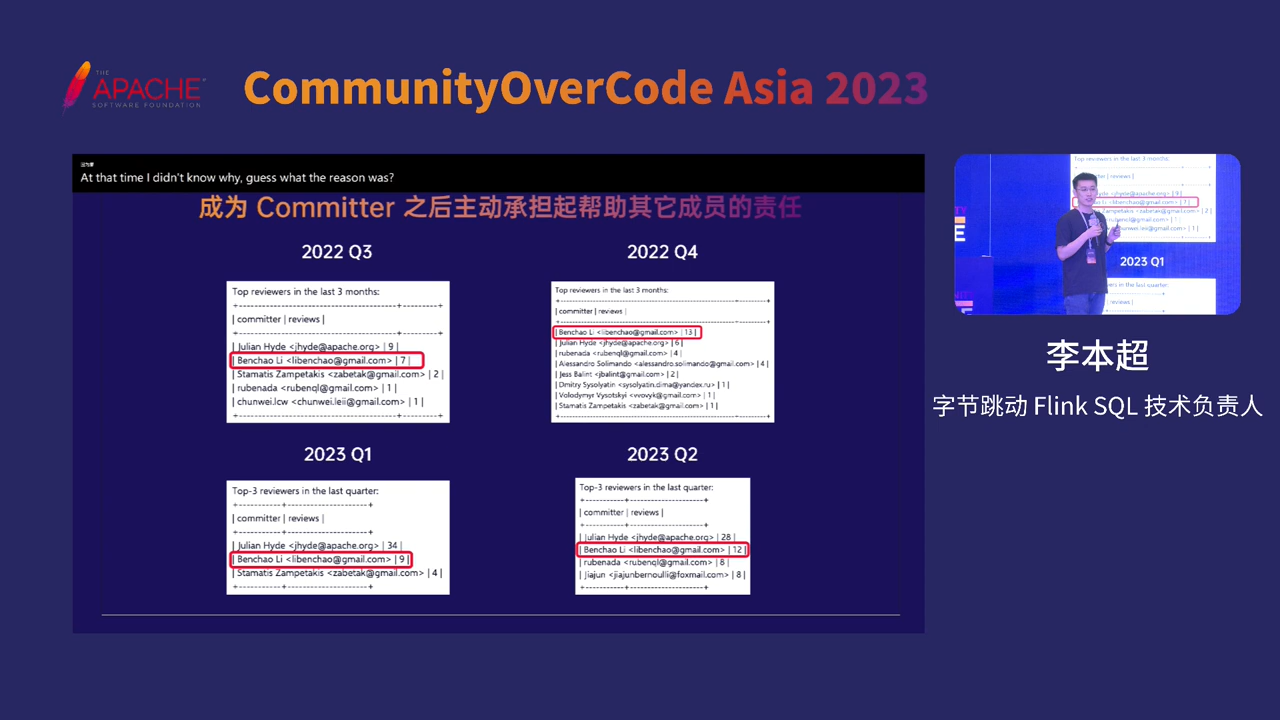 THE
APACHE
SOFTWARE FOUNDATION
CommunityOverCode Asia 2023
At that time I didn't know why, guess what the reason was?
成为 Committer 之后主动承担起帮助其它成员的责任
2022 Q3
Top reviewers in the last 3 months:
| committer | reviews |
| Julian Hyde <jhyde@apache.org> | 9 |
| Benchao Li <libenchao@gmail.com> | 7 |
| Stamatis Zampetakis <zabetak@gmail.com> | 2 |
| rubenada <rubenql@gmail.com> | 1 |
| chunwei.lcw <chunwei.leii@gmail.com> | 1 |
2022 Q4
Top reviewers in the last 3 months:
| committer | reviews |
| Benchao Li <libenchao@gmail.com> | 13 |
| Julian Hyde <jhyde@apache.org> | 6 |
| rubenada <rubenql@gmail.com> | 4 |
| Alessandro Solimando <alessandro.solimando@gmail.com> | 4 |
| Jess Balint <jbalint@gmail.com> | 2 |
| Dmitry Sysolyatin <sysolyatin.dima@yandex.ru> | 1 |
| Volodymyr Vysotskyi <vvovyk@gmail.com> | 1 |
| Stamatis Zampetakis <zabetak@gmail.com> | 1 |
2023 Q1
Top-3 reviewers in the last quarter:
| committer | reviews |
| Julian Hyde <jhyde@apache.org> | 34 |
| Benchao Li <libenchao@gmail.com> | 9 |
| Stamatis Zampetakis <zabetak@gmail.com> | 4 |
2023 Q2
Top-3 reviewers in the last quarter:
| committer | reviews |
| Julian Hyde <jhyde@apache.org> | 28 |
| Benchao Li <libenchao@gmail.com> | 12 |
| rubenada <rubenql@gmail.com> | 8 |
| Jiajun <jiajunbernoulli@foxmail.com> | 8 |
Top reviewers in the last 3 months:
2023 Q1
李本超
字节跳动 Flink SQL 技术负责人